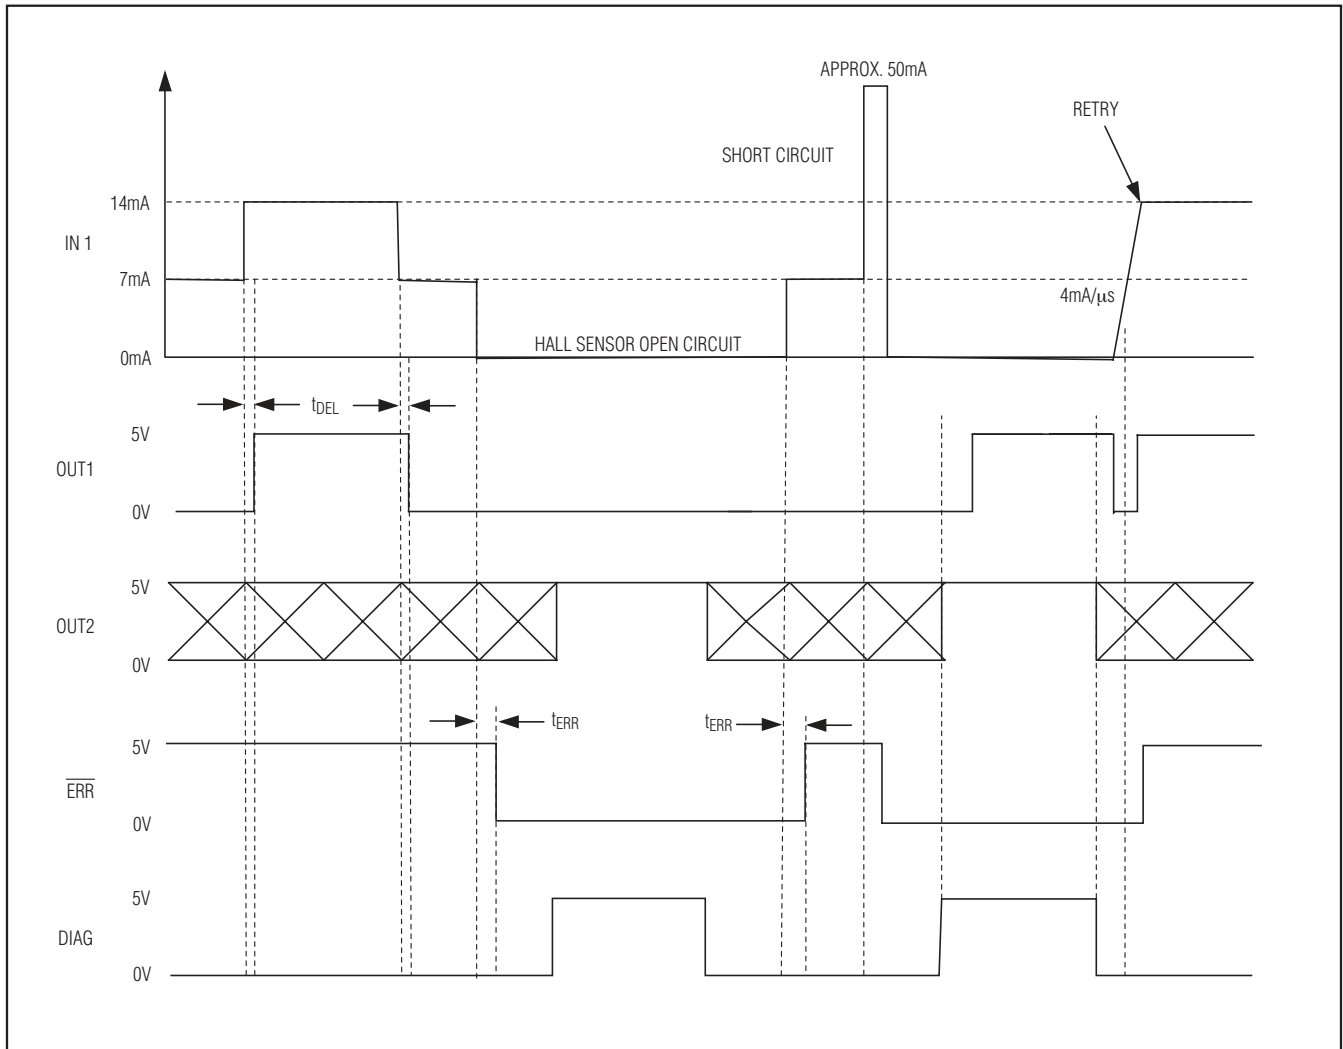 APPROX. 50mA
RETRY
SHORT CIRCUIT
14mA
IN 1
7mA
4mA/μs
HALL SENSOR OPEN CIRCUIT
0mA
tDEL
5V
OUT1
0V
5V
OUT2
0V
tERR
tERR
5V
E̅R̅R̅
0V
5V
DIAG
0V